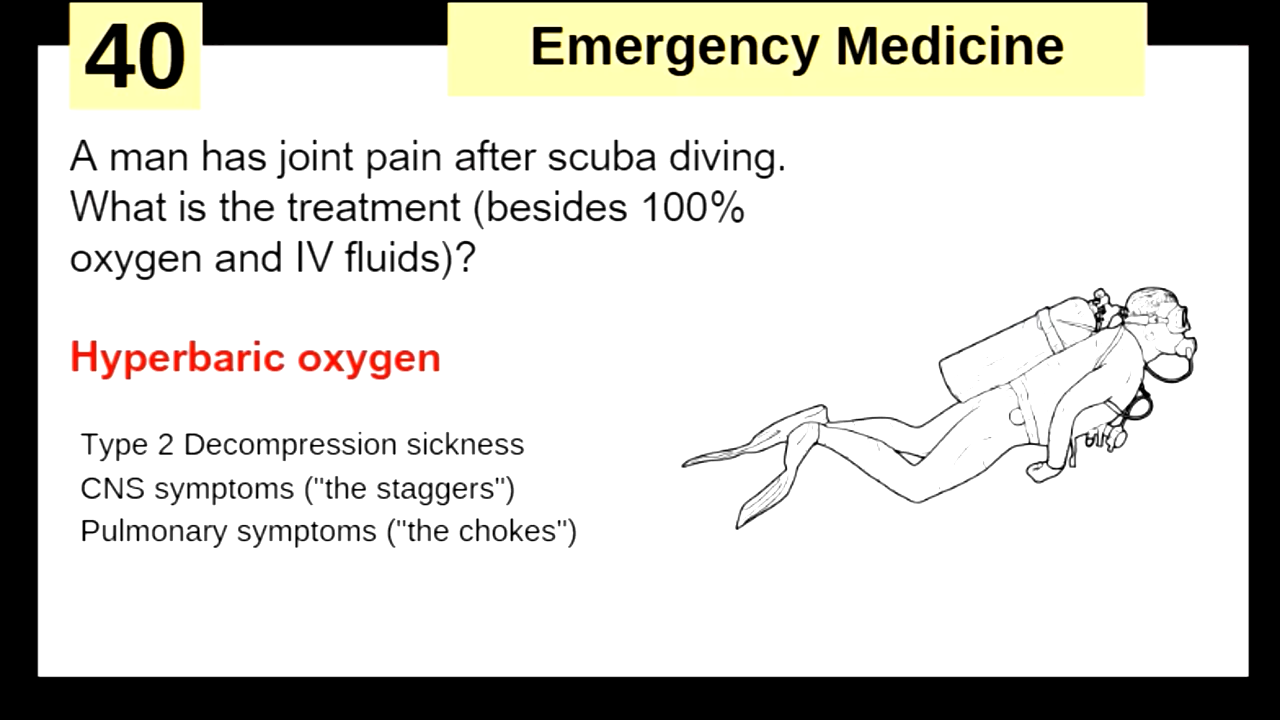 40
Emergency Medicine
A man has joint pain after scuba diving.
What is the treatment (besides 100%
oxygen and IV fluids)?
Hyperbaric oxygen
Type 2 Decompression sickness
CNS symptoms ("the staggers")
Pulmonary symptoms ("the chokes")